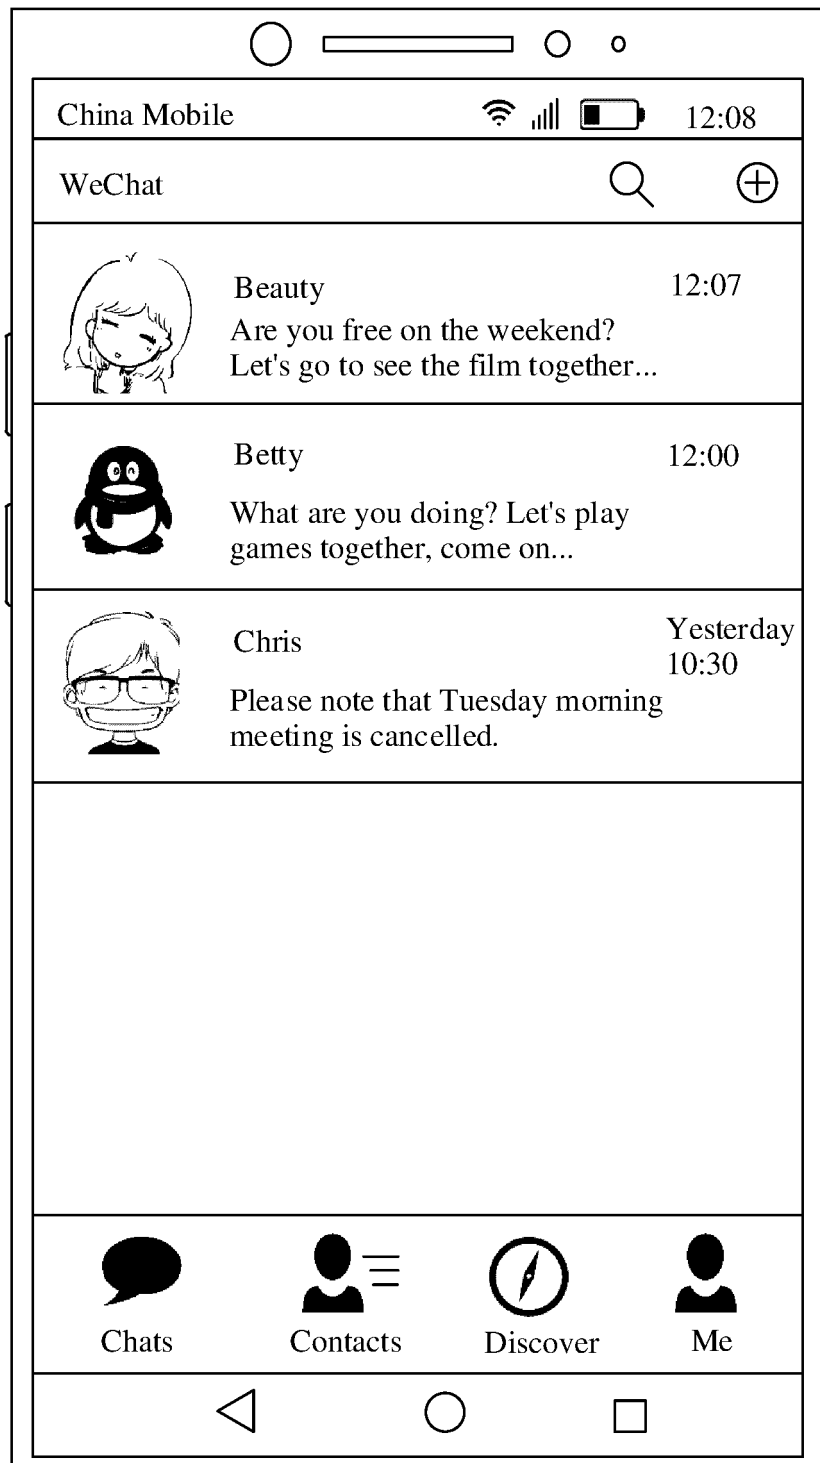 China Mobile 12:08
WeChat
Beauty 12:07
Are you free on the weekend?
Let's go to see the film together...
Betty 12:00
What are you doing? Let's play
games together, come on...
Chris Yesterday
10:30
Please note that Tuesday morning
meeting is cancelled.
Chats Contacts Discover Me